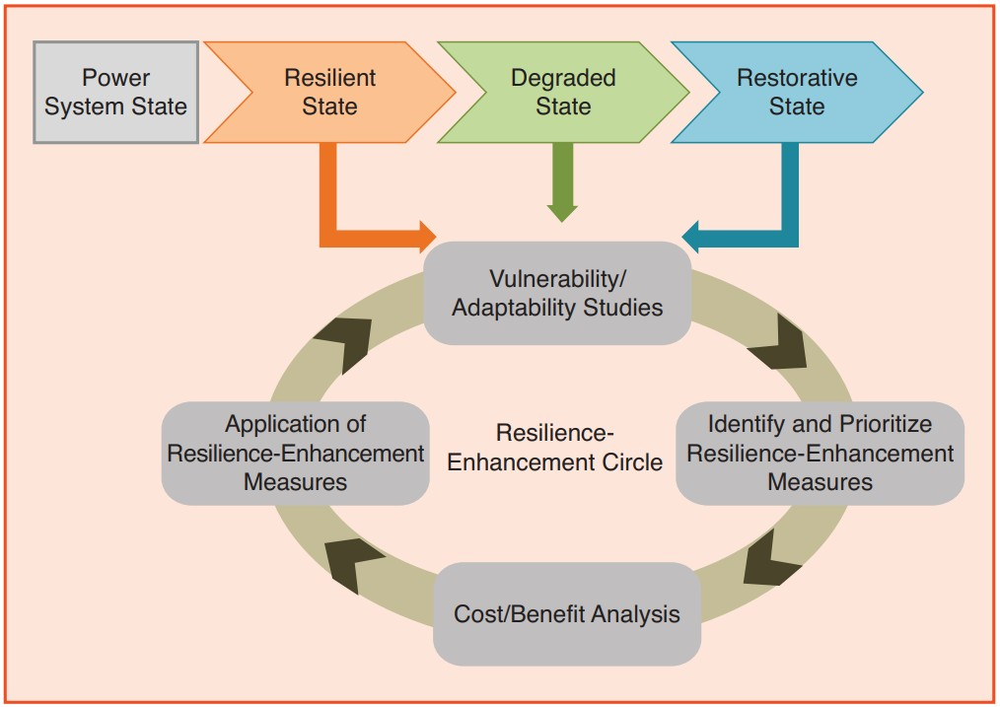 Power
System State
Resilient
State
Degraded
State
Restorative
State
Vulnerability/
Adaptability Studies
Application of
Resilience-Enhancement
Measures
Resilience-
Enhancement Circle
Identify and Prioritize
Resilience-Enhancement
Measures
Cost/Benefit Analysis